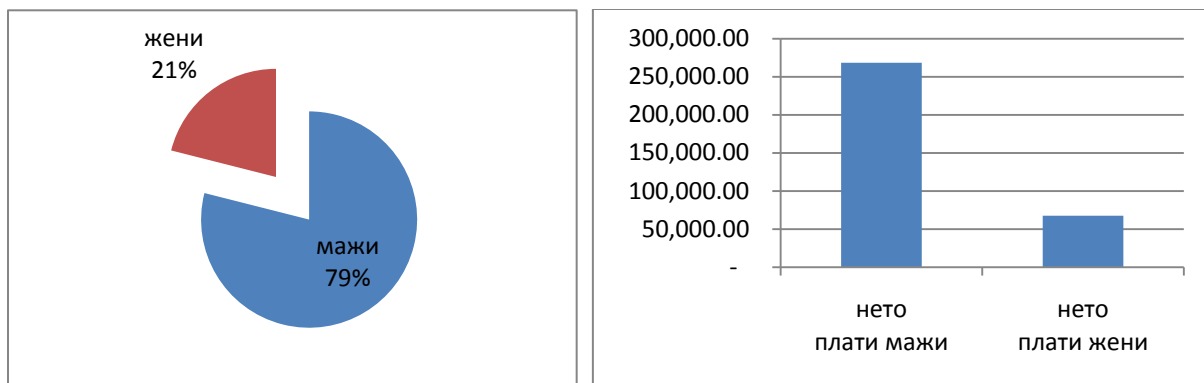 жени
21%
мажи
79%
300,000.00
250,000.00
200,000.00
150,000.00
100,000.00
50,000.00
-
нето
плати мажи
нето
плати жени